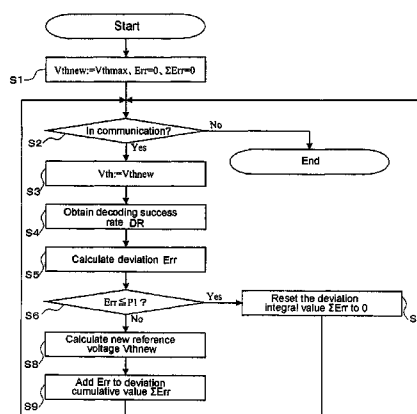 Start
S1
Vthnew:=Vthmax、Err=0、ΣErr=0
In communication?
No
S2
Yes
End
S3
Vth:=Vthnew
Obtain decoding success
rate DR
S4
Calculate deviation Err
S5
Err≦P1?
Yes
S6
No
Reset the deviation
integral value ΣErr to 0
S
Calculate new reference
voltage Vthnew
S8
Add Err to deviation
cumulative value ΣErr
S9